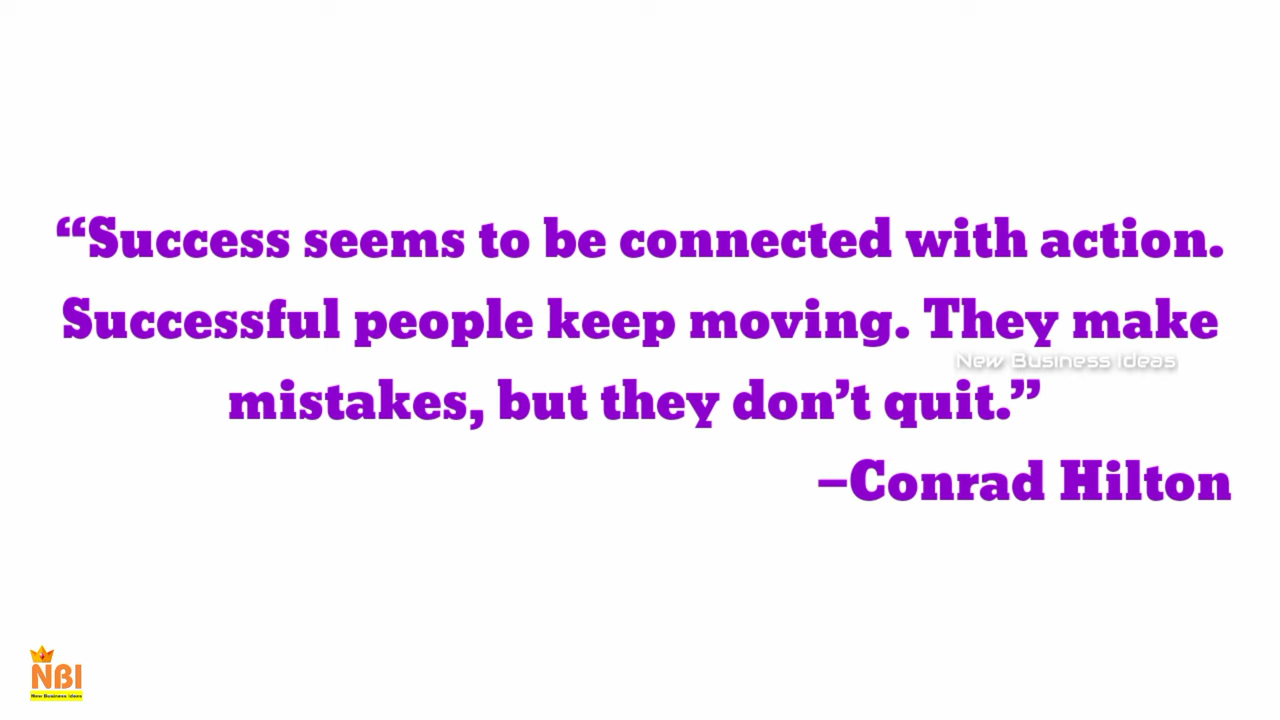 “Success seems to be connected with action.
Successful people keep moving. They make
New Business Ideas
mistakes, but they don’t quit.”
–Conrad Hilton
NBI
New Business Ideas